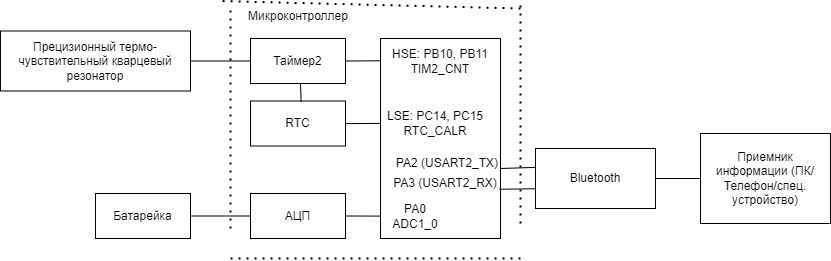 Микроконтроллер
Прецизионный термо-
чувствительный кварцевый
резонатор
Таймер2
HSE: PB10, PB11
TIM2_CNT
RTC
LSE: PC14, PC15
RTC_CALR
PA2 (USART2_TX)
PA3 (USART2_RX)
Bluetooth
Приемник
информации (ПК/
Телефон/спец.
устройство)
Батарейка
АЦП
PA0
ADC1_0